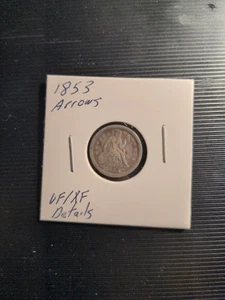 1853
Arrows
VF/XF
Details